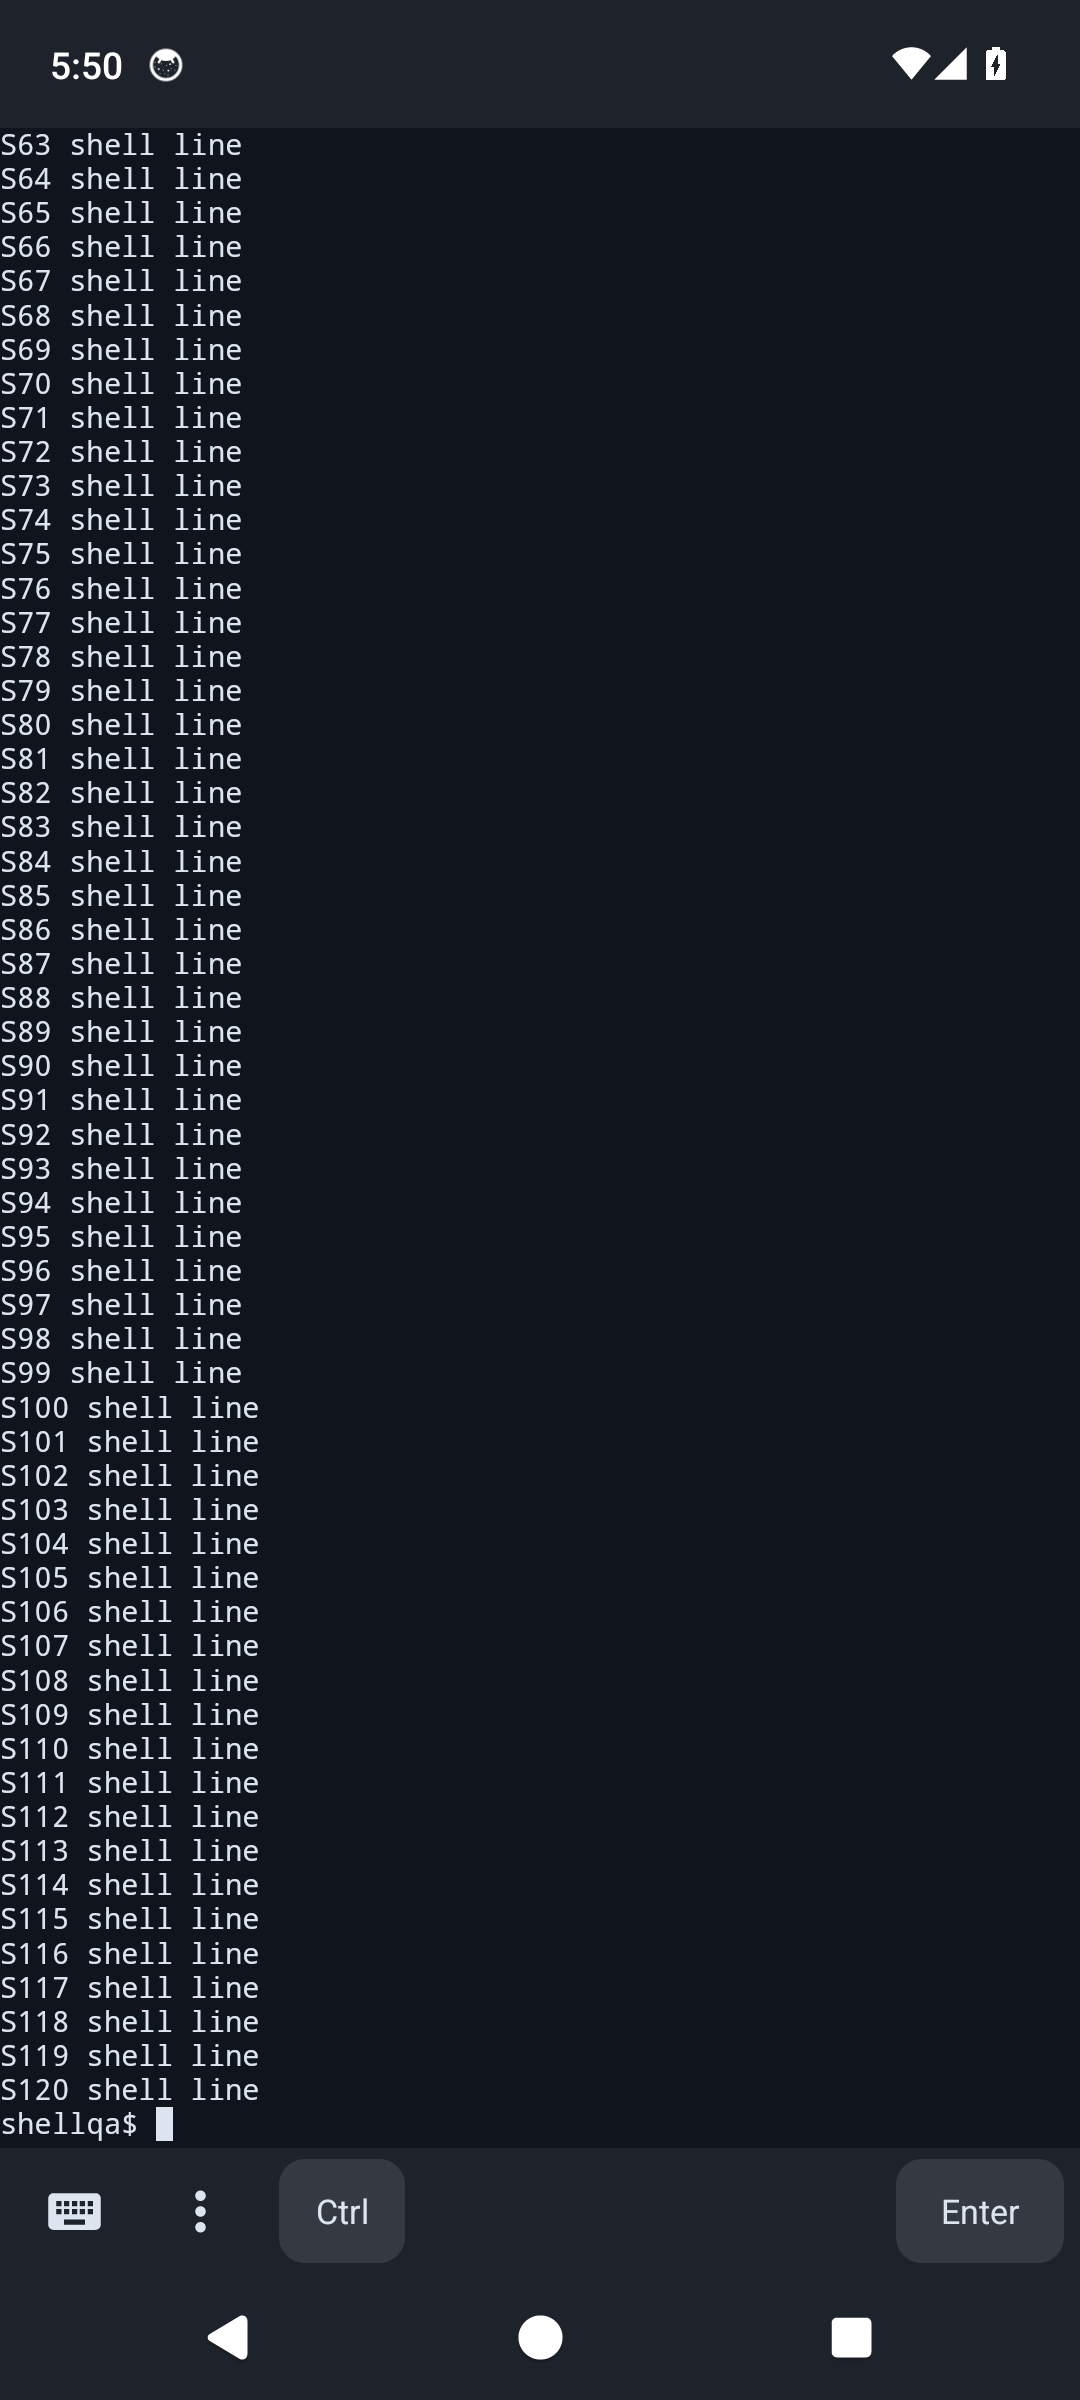 5:50
S63 shell line
S64 shell line
S65 shell line
S66 shell line
S67 shell line
S68 shell line
S69 shell line
S70 shell line
S71 shell line
S72 shell line
S73 shell line
S74 shell line
S75 shell line
S76 shell line
S77 shell line
S78 shell line
S79 shell line
S80 shell line
S81 shell line
S82 shell line
S83 shell line
S84 shell line
S85 shell line
S86 shell line
S87 shell line
S88 shell line
S89 shell line
S90 shell line
S91 shell line
S92 shell line
S93 shell line
S94 shell line
S95 shell line
S96 shell line
S97 shell line
S98 shell line
S99 shell line
S100 shell line
S101 shell line
S102 shell line
S103 shell line
S104 shell line
S105 shell line
S106 shell line
S107 shell line
S108 shell line
S109 shell line
S110 shell line
S111 shell line
S112 shell line
S113 shell line
S114 shell line
S115 shell line
S116 shell line
S117 shell line
S118 shell line
S119 shell line
S120 shell line
shellqa$
Ctrl Enter